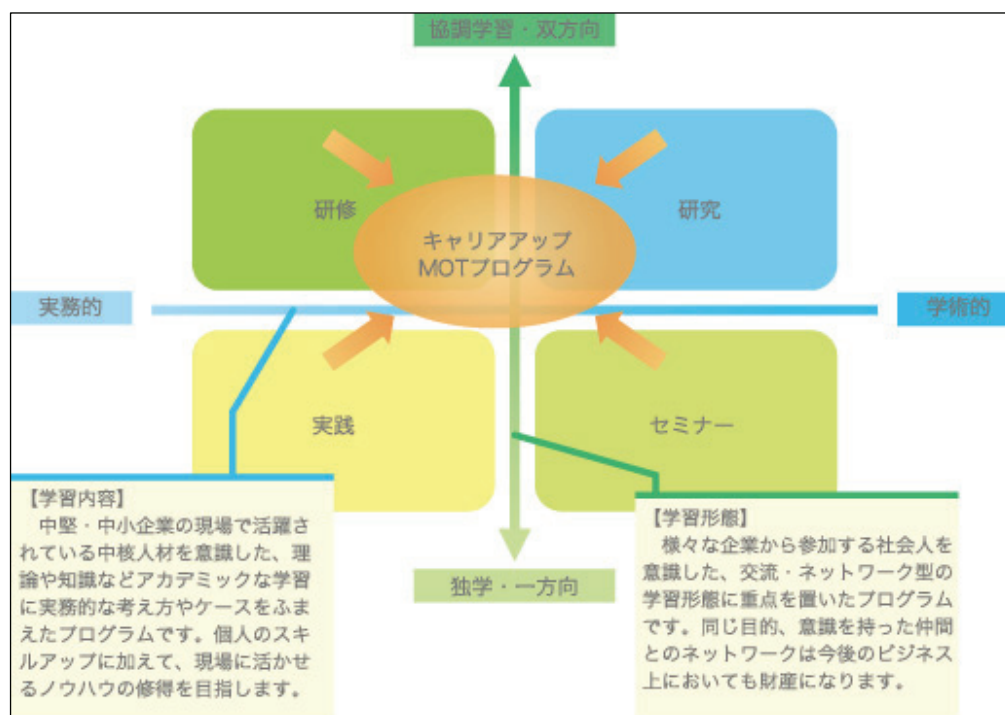 協調学習・双方向
研修
研究
キャリアアップ
MOTプログラム
実務的
学術的
実践
セミナー
【学習内容】
中堅・中小企業の現場で活躍さ
れている中核人材を意識した、理
論や知識などアカデミックな学習
に実務的な考え方やケースをふま
えたプログラムです。個人のスキ
ルアップに加えて、現場に活かせ
るノウハウの修得を目指します。
【学習形態】
様々な企業から参加する社会人を
意識した、交流・ネットワーク型の
学習形態に重点を置いたプログラム
です。同じ目的、意識を持った仲間
とのネットワークは今後のビジネス
上においても財産になります。
独学・一方向